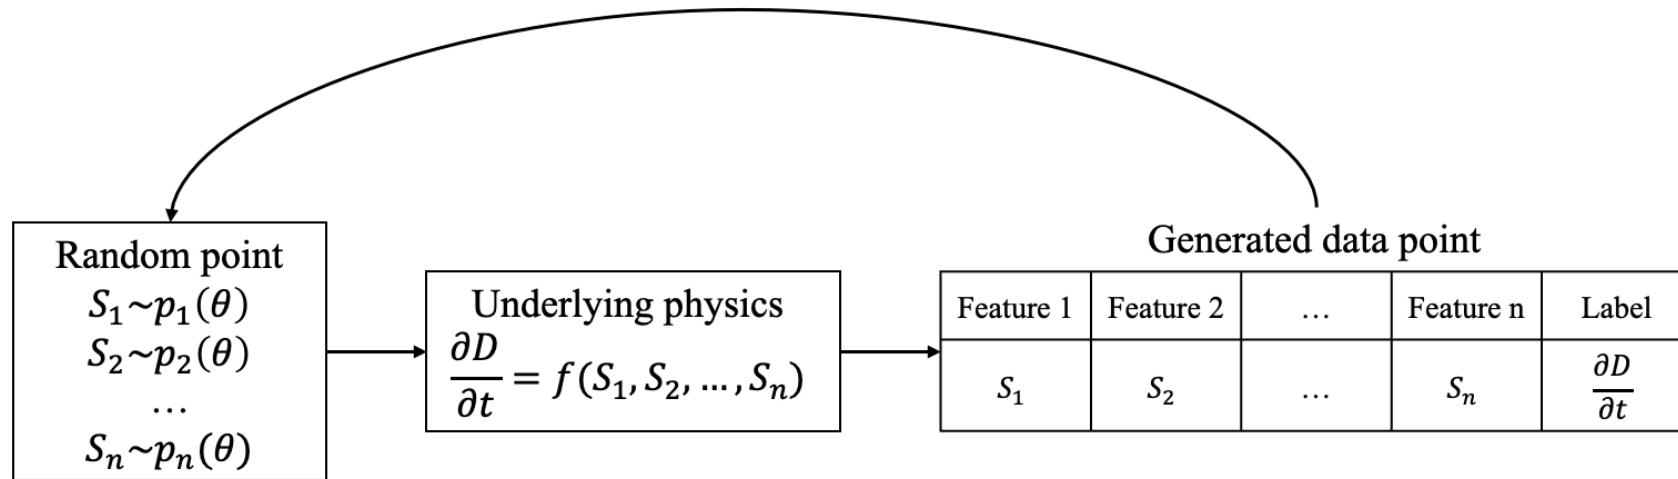 Random point
S₁~p₁(θ)
S₂~p₂(θ)
...
Sₙ~pₙ(θ)
Underlying physics
∂D/∂t = f(S₁, S₂, ..., Sₙ)
Generated data point
Feature 1 Feature 2 ... Feature n Label
S₁ S₂ ... Sₙ ∂D/∂t